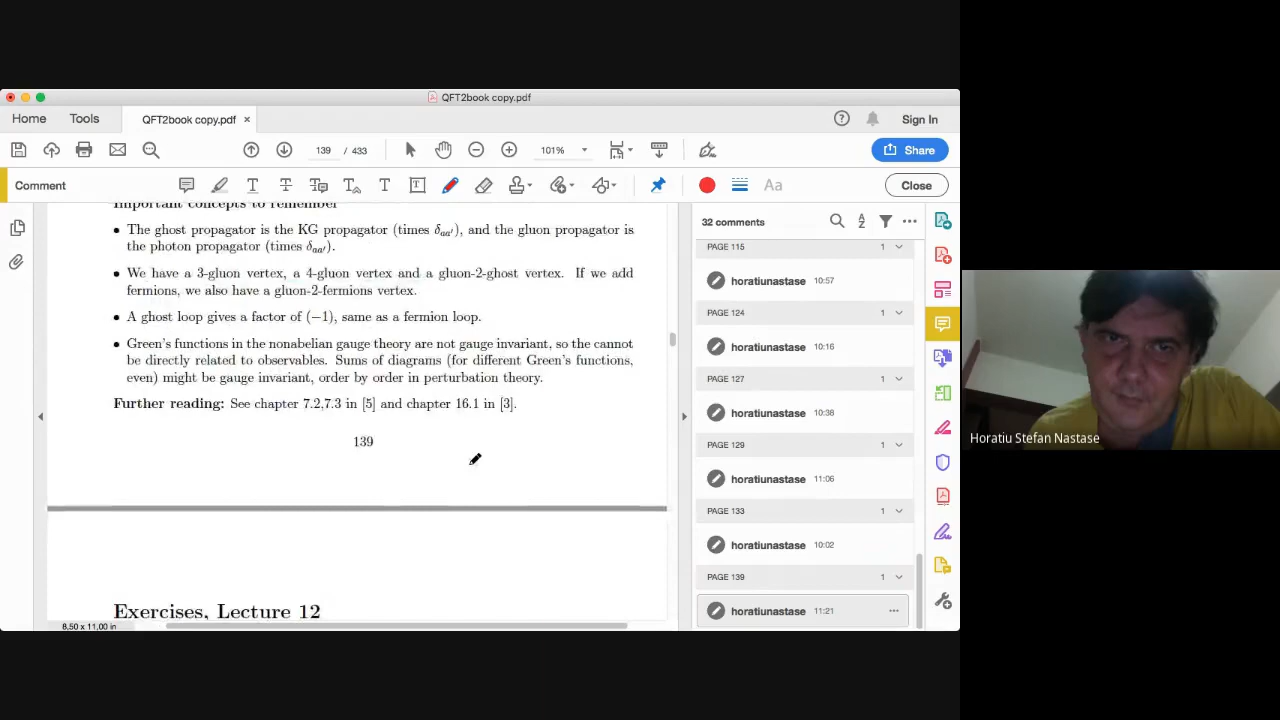 QFT2book copy.pdf
Home Tools QFT2book copy.pdf × Sign In
139 / 433 101% Share
Comment Close
Important concepts to remember
• The ghost propagator is the KG propagator (times δaa′), and the gluon propagator is
the photon propagator (times δaa′).
• We have a 3-gluon vertex, a 4-gluon vertex and a gluon-2-ghost vertex. If we add
fermions, we also have a gluon-2-fermions vertex.
• A ghost loop gives a factor of (−1), same as a fermion loop.
• Green's functions in the nonabelian gauge theory are not gauge invariant, so the cannot
be directly related to observables. Sums of diagrams (for different Green's functions,
even) might be gauge invariant, order by order in perturbation theory.
Further reading: See chapter 7.2,7.3 in [5] and chapter 16.1 in [3].
139
Exercises, Lecture 12
8,50 x 11,00 in
32 comments
PAGE 115 1
horatiunastase 10:57
PAGE 124 1
horatiunastase 10:16
PAGE 127 1
horatiunastase 10:38
PAGE 129 1
horatiunastase 11:06
PAGE 133 1
horatiunastase 10:02
PAGE 139 1
horatiunastase 11:21
Horatiu Stefan Nastase